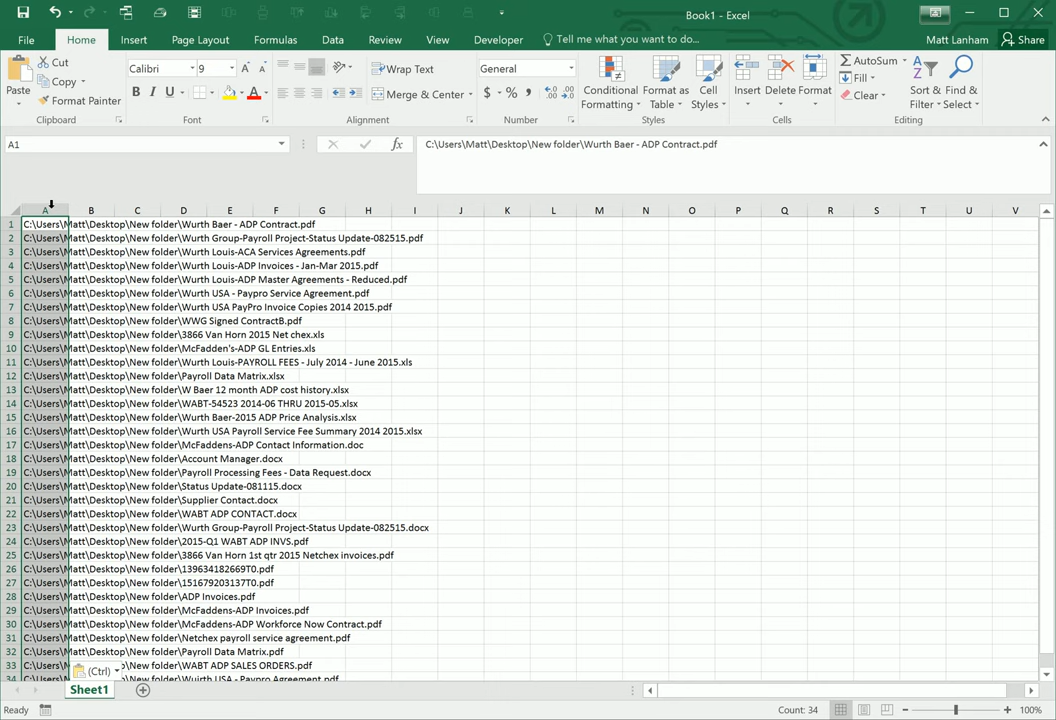 Book1 - Excel
File Home Insert Page Layout Formulas Data Review View Developer Tell me what you want to do... Matt Lanham Share
Paste Cut Copy Format Painter
Calibri 9 A A B I U A
Wrap Text Merge & Center
General $ % ,
Conditional Formatting Format as Table Cell Styles
Insert Delete Format
AutoSum Fill Clear Sort & Filter Find & Select
Clipboard Font Alignment Number Styles Cells Editing
A1 fx C:\Users\Matt\Desktop\New folder\Wurth Baer - ADP Contract.pdf
A B C D E F G H I J K L M N O P Q R S T U V
1 C:\Users\Matt\Desktop\New folder\Wurth Baer - ADP Contract.pdf
2 C:\Users\Matt\Desktop\New folder\Wurth Group-Payroll Project-Status Update-082515.pdf
3 C:\Users\Matt\Desktop\New folder\Wurth Louis-ACA Services Agreements.pdf
4 C:\Users\Matt\Desktop\New folder\Wurth Louis-ADP Invoices - Jan-Mar 2015.pdf
5 C:\Users\Matt\Desktop\New folder\Wurth Louis-ADP Master Agreements - Reduced.pdf
6 C:\Users\Matt\Desktop\New folder\Wurth USA - Paypro Service Agreement.pdf
7 C:\Users\Matt\Desktop\New folder\Wurth USA PayPro Invoice Copies 2014 2015.pdf
8 C:\Users\Matt\Desktop\New folder\WWG Signed ContractB.pdf
9 C:\Users\Matt\Desktop\New folder\3866 Van Horn 2015 Net chex.xls
10 C:\Users\Matt\Desktop\New folder\McFadden's-ADP GL Entries.xls
11 C:\Users\Matt\Desktop\New folder\Wurth Louis-PAYROLL FEES - July 2014 - June 2015.xls
12 C:\Users\Matt\Desktop\New folder\Payroll Data Matrix.xlsx
13 C:\Users\Matt\Desktop\New folder\W Baer 12 month ADP cost history.xlsx
14 C:\Users\Matt\Desktop\New folder\WABT-54523 2014-06 THRU 2015-05.xlsx
15 C:\Users\Matt\Desktop\New folder\Wurth Baer-2015 ADP Price Analysis.xlsx
16 C:\Users\Matt\Desktop\New folder\Wurth USA Payroll Service Fee Summary 2014 2015.xlsx
17 C:\Users\Matt\Desktop\New folder\McFaddens-ADP Contact Information.doc
18 C:\Users\Matt\Desktop\New folder\Account Manager.docx
19 C:\Users\Matt\Desktop\New folder\Payroll Processing Fees - Data Request.docx
20 C:\Users\Matt\Desktop\New folder\Status Update-081115.docx
21 C:\Users\Matt\Desktop\New folder\Supplier Contact.docx
22 C:\Users\Matt\Desktop\New folder\WABT ADP CONTACT.docx
23 C:\Users\Matt\Desktop\New folder\Wurth Group-Payroll Project-Status Update-082515.docx
24 C:\Users\Matt\Desktop\New folder\2015-Q1 WABT ADP INVS.pdf
25 C:\Users\Matt\Desktop\New folder\3866 Van Horn 1st qtr 2015 Netchex invoices.pdf
26 C:\Users\Matt\Desktop\New folder\139634182669T0.pdf
27 C:\Users\Matt\Desktop\New folder\151679203137T0.pdf
28 C:\Users\Matt\Desktop\New folder\ADP Invoices.pdf
29 C:\Users\Matt\Desktop\New folder\McFaddens-ADP Invoices.pdf
30 C:\Users\Matt\Desktop\New folder\McFaddens-ADP Workforce Now Contract.pdf
31 C:\Users\Matt\Desktop\New folder\Netchex payroll service agreement.pdf
32 C:\Users\Matt\Desktop\New folder\Payroll Data Matrix.pdf
33 C:\Users\Matt\Desktop\New folder\WABT ADP SALES ORDERS.pdf
34 C:\Users\Matt\Desktop\New folder\Wuirth USA - Paypro Agreement.pdf
(Ctrl)
Sheet1
Ready Count: 34 100%